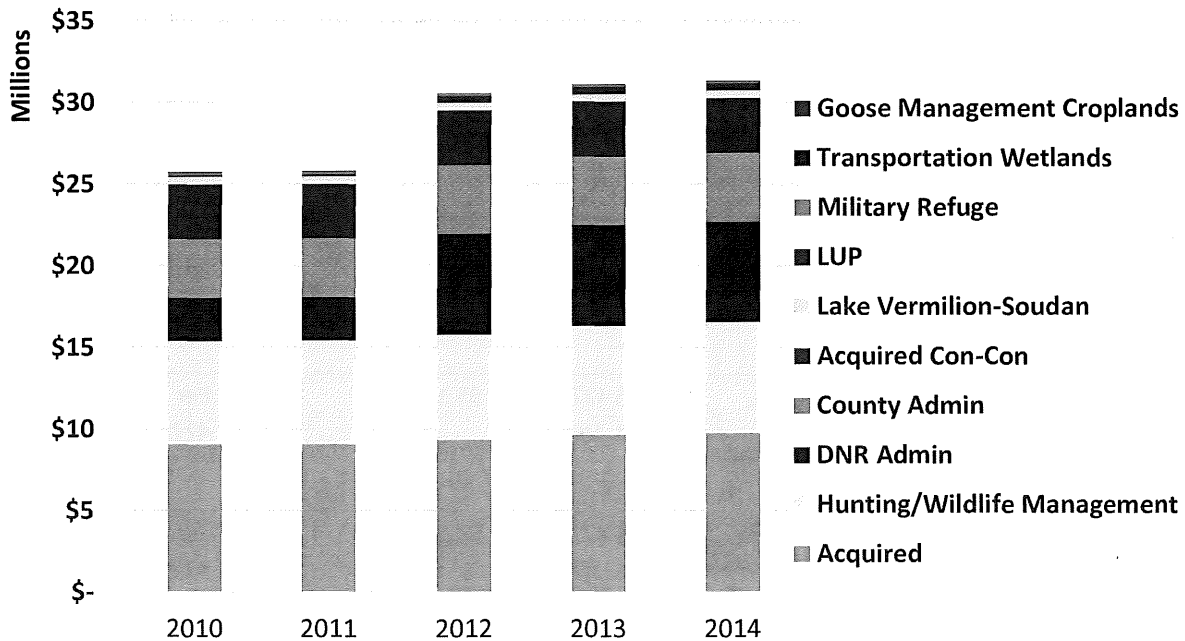 Millions
$35
$30
$25
$20
$15
$10
$5
$-
2010
2011
2012
2013
2014
Goose Management Croplands
Transportation Wetlands
Military Refuge
LUP
Lake Vermilion-Soudan
Acquired Con-Con
County Admin
DNR Admin
Hunting/Wildlife Management
Acquired